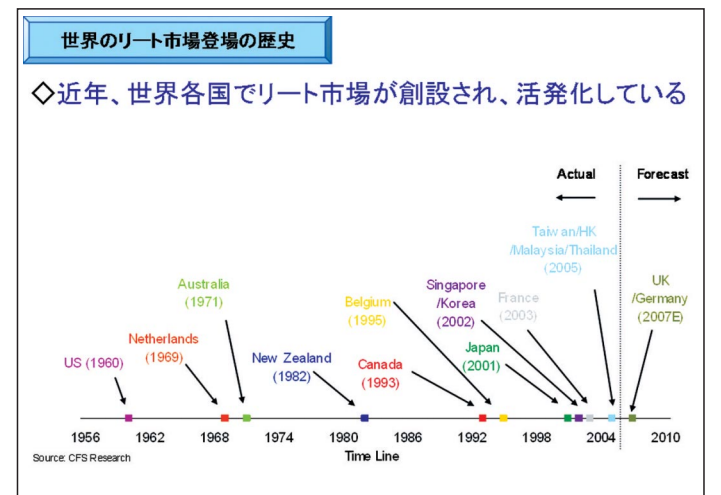 世界のリート市場登場の歴史
◇近年、世界各国でリート市場が創設され、活発化している
Actual
Forecast
Taiwan/HK
/Malaysia/Thailand
(2005)
Australia
(1971)
Belgium
(1995)
Singapore
/Korea
(2002)
France
(2003)
UK
/Germany
(2007E)
US (1960)
Netherlands
(1969)
New Zealand
(1982)
Canada
(1993)
Japan
(2001)
1956 1962 1968 1974 1980 1986 1992 1998 2004 2010
Source: CFS Research
Time Line